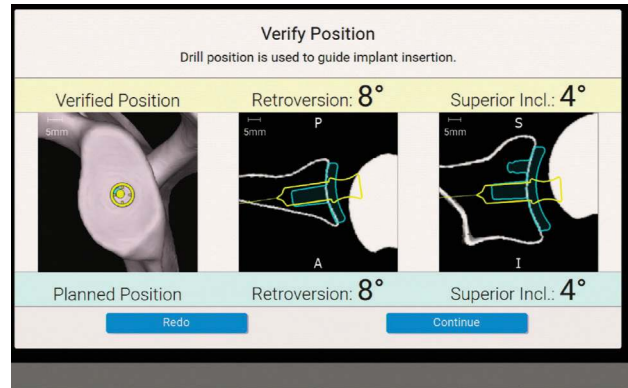 Verify Position
Drill position is used to guide implant insertion.
Verified Position Retroversion: 8° Superior Incl.: 4°
5mm P 5mm S 5mm
A I
Planned Position Retroversion: 8° Superior Incl.: 4°
Redo Continue